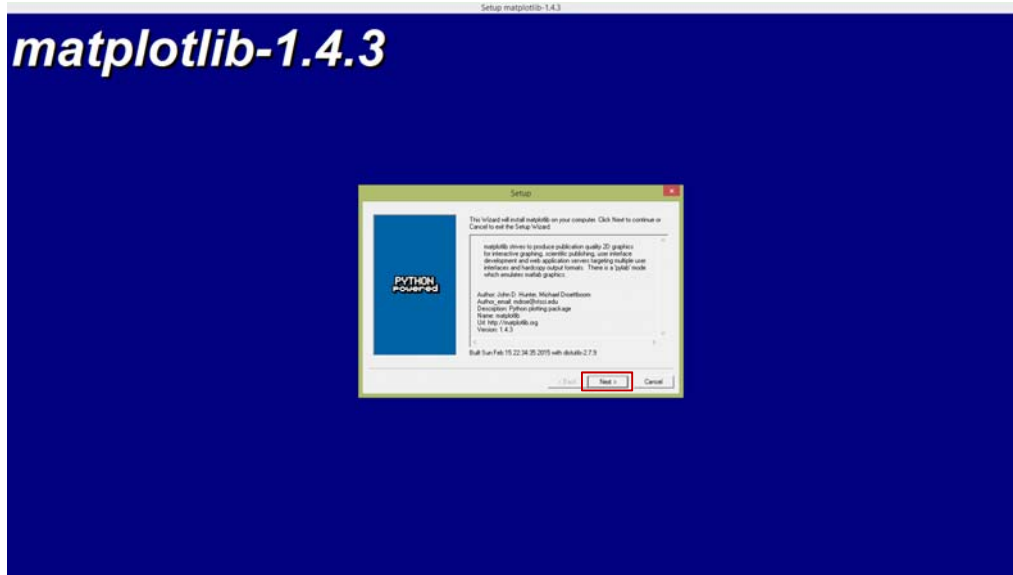 Setup matplotlib-1.4.3
matplotlib-1.4.3
Setup
This Wizard will install matplotlib on your computer. Click Next to continue or
Cancel to exit the Setup Wizard.
matplotlib strives to produce publication quality 2D graphics
for interactive graphing, scientific publishing, user interface
development and web application servers targeting multiple user
interfaces and hardcopy output formats. There is a 'pylab' mode
which emulates matlab graphics.
Author: John D. Hunter, Michael Droettboom
Author_email: mdroe@stsci.edu
Description: Python plotting package
Name: matplotlib
Url: http://matplotlib.org
Version: 1.4.3
Built Sun Feb 15 22:34:35 2015 with distutils-2.7.9
PYTHON
Powered
< Back
Next >
Cancel